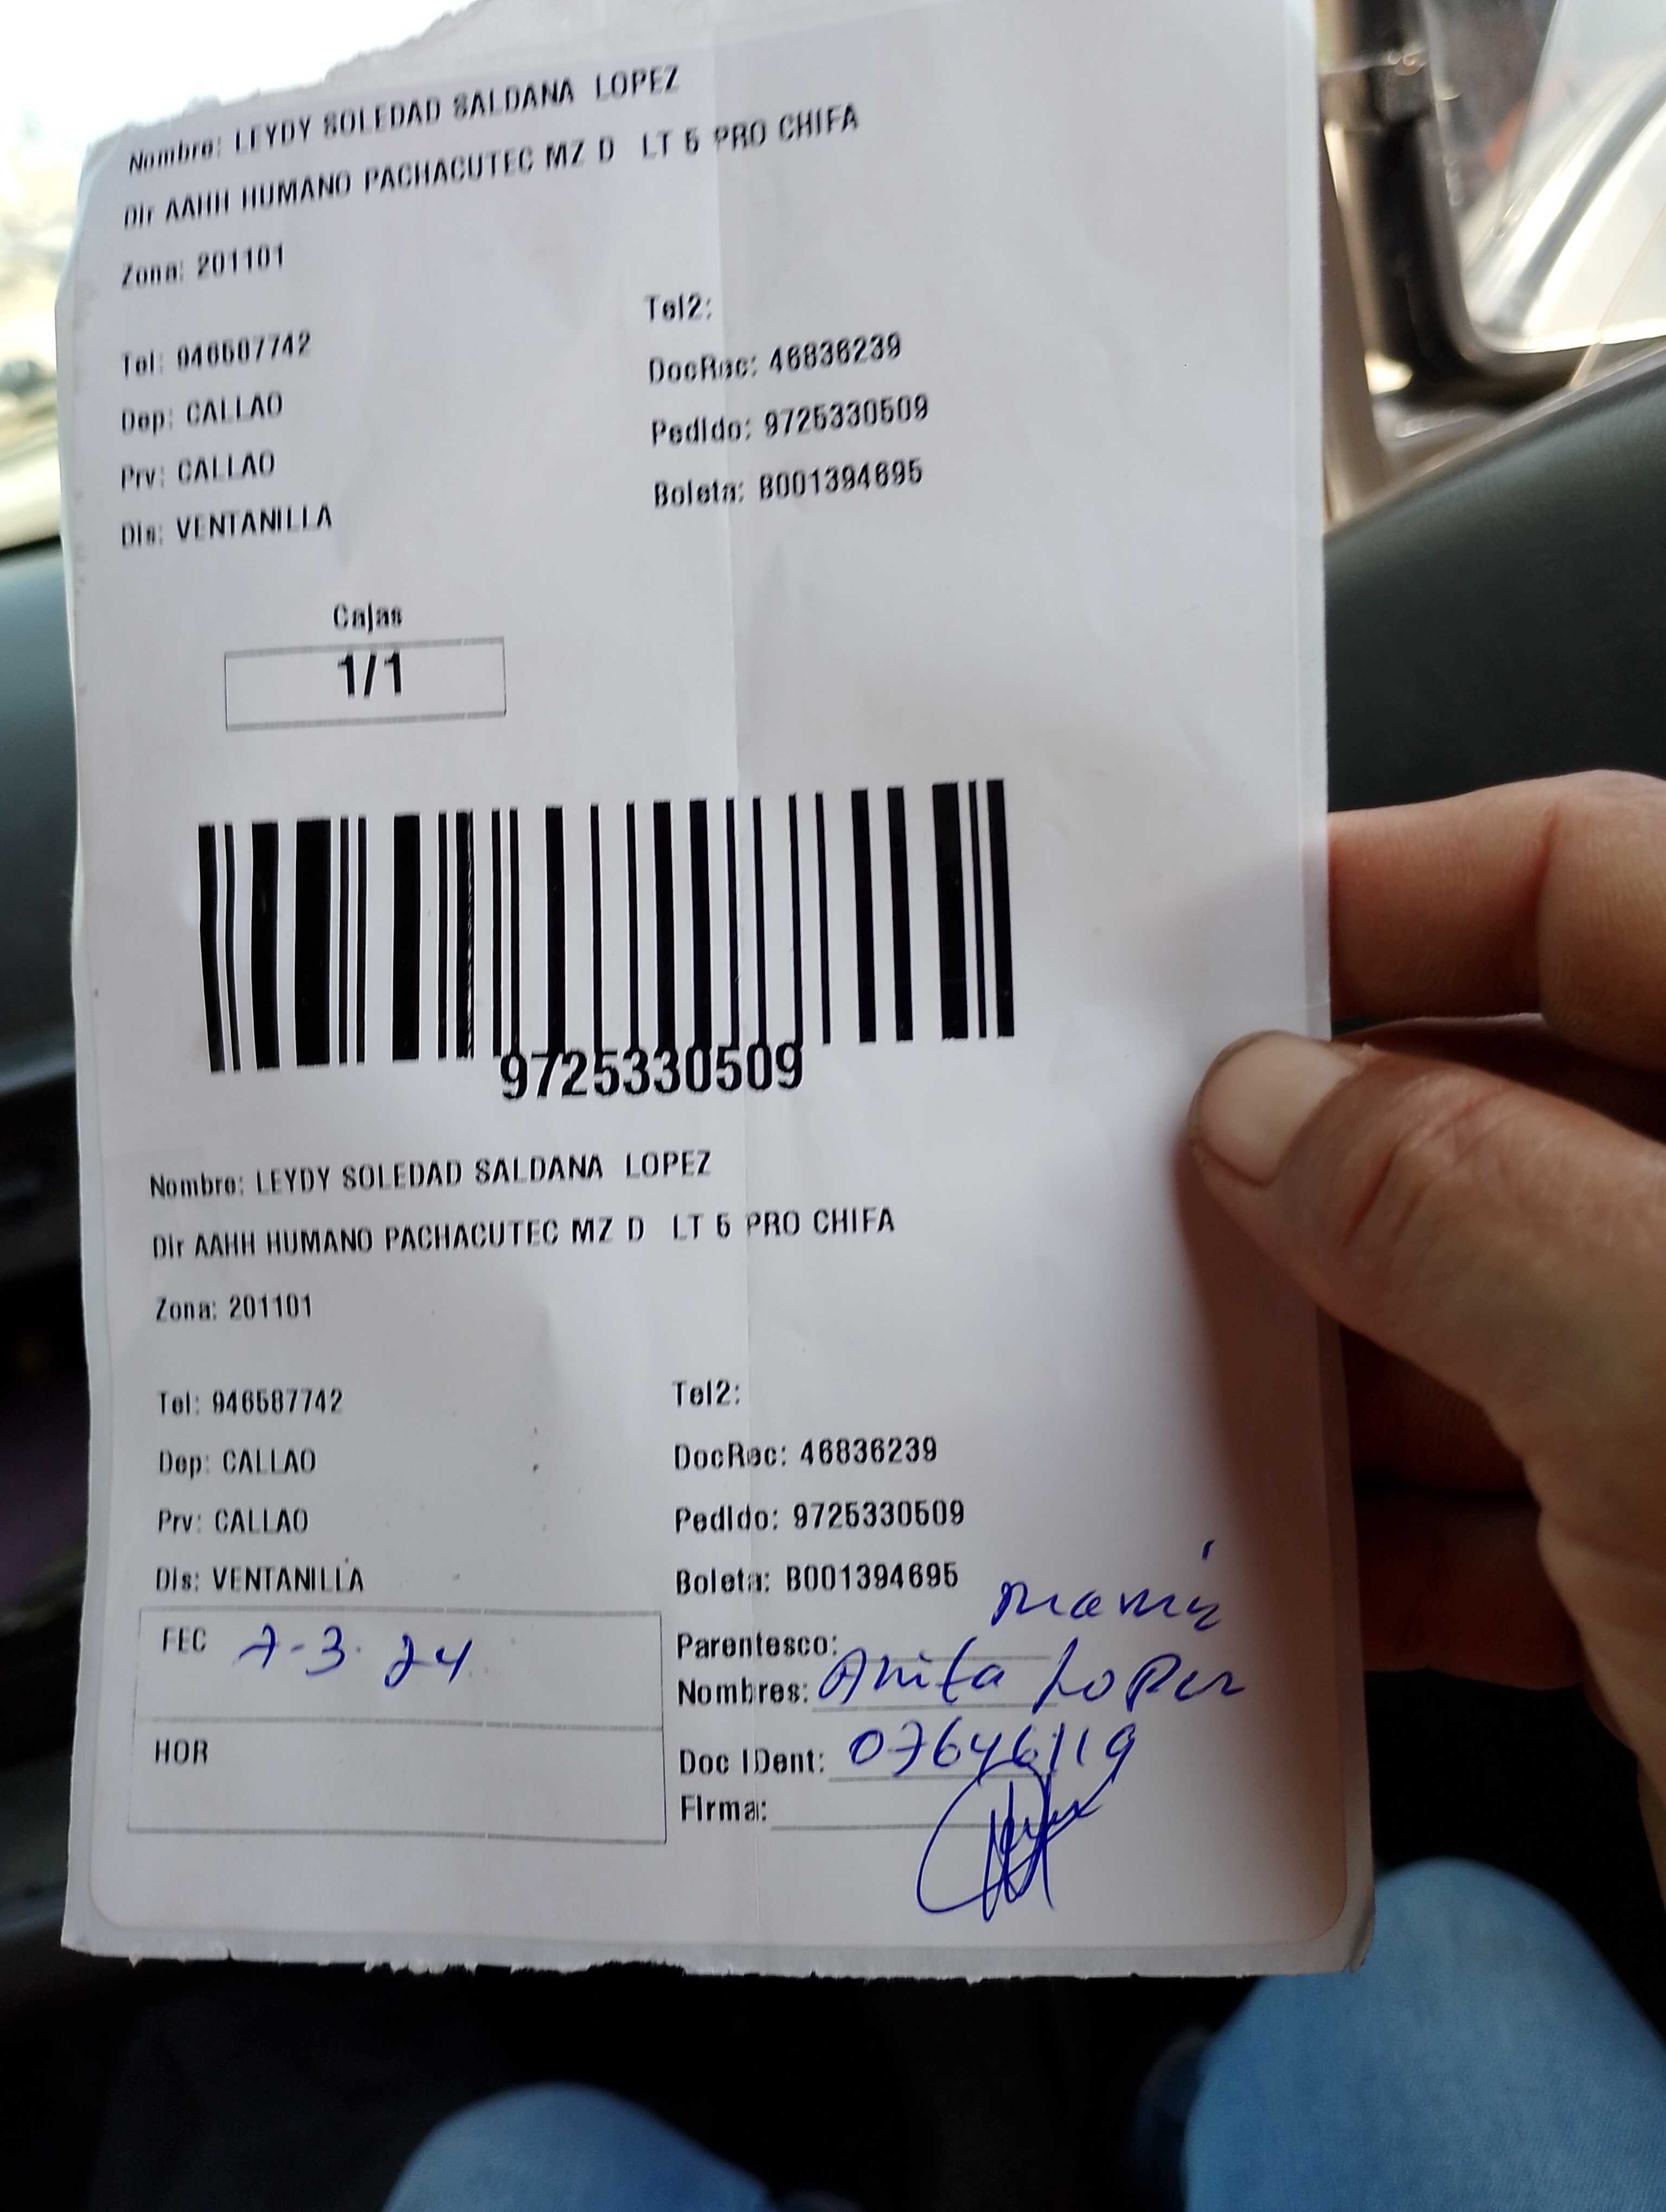 Nombre: LEYDY SOLEDAD SALDANA LOPEZ
Dir AAHH HUMANO PACHACUTEC MZ D LT 5 PRO CHIFA
Zona: 201101
Tel: 946587742
Tel2:
Dep: CALLAO
DocRec: 46836239
Prv: CALLAO
Pedido: 9725330509
Dis: VENTANILLA
Boleta: B001394695
Cajas
1/1
9725330509
Nombre: LEYDY SOLEDAD SALDANA LOPEZ
Dir AAHH HUMANO PACHACUTEC MZ D LT 5 PRO CHIFA
Zona: 201101
Tel: 946587742
Tel2:
Dep: CALLAO
DocRec: 46836239
Prv: CALLAO
Pedido: 9725330509
Dis: VENTANILLA
Boleta: B001394695
FEC 7-3-24
Parentesco: mamá
Nombres: Anita Lopez
HOR
Doc IDent: 07646119
Firma: